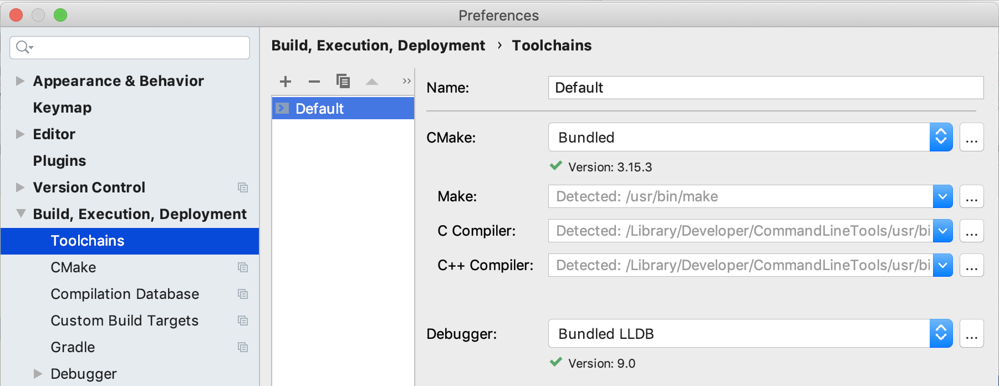 Preferences
Appearance & Behavior
Keymap
Editor
Plugins
Version Control
Build, Execution, Deployment
Toolchains
CMake
Compilation Database
Custom Build Targets
Gradle
Debugger
Build, Execution, Deployment › Toolchains
Default
Name: Default
CMake: Bundled ...
Version: 3.15.3
Make: Detected: /usr/bin/make ...
C Compiler: Detected: /Library/Developer/CommandLineTools/usr/bi ...
C++ Compiler: Detected: /Library/Developer/CommandLineTools/usr/bi ...
Debugger: Bundled LLDB ...
Version: 9.0